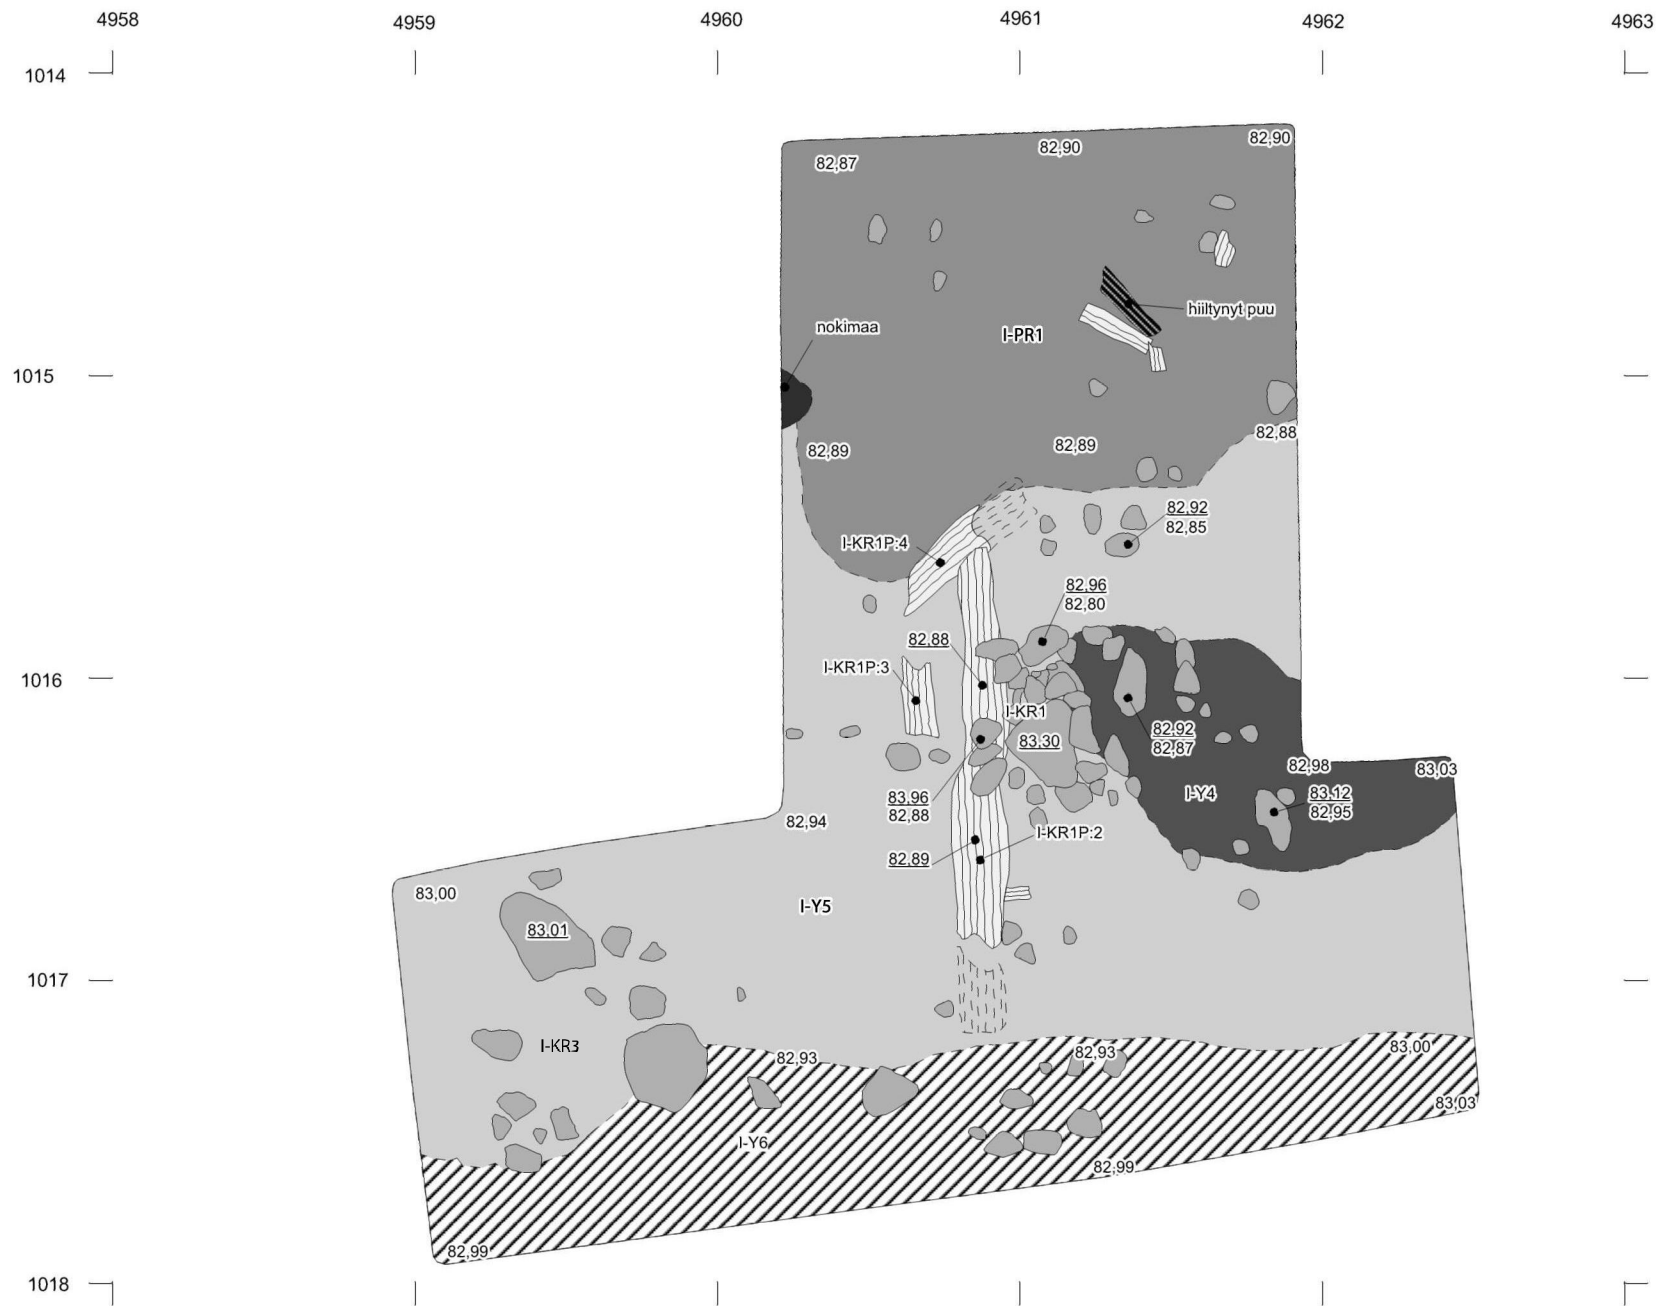 4958 4959 4960 4961 4962 4963
1014
82,90
82,90
82,87
hiiltynyt puu
nokimaa
I-PR1
1015
82,88
82,89
82,89
82,92
82,85
I-KR1P:4
82,96
82,80
82,88
I-KR1P:3
1016
I-KR1
82,92
83,30
82,87
82,98
83,03
I-Y4
83,12
83,96
82,95
82,88
82,94
I-KR1P:2
82,89
83,00
I-Y5
83,01
1017
I-KR3
83,00
82,93
82,93
83,03
I-Y6
82,99
82,99
1018